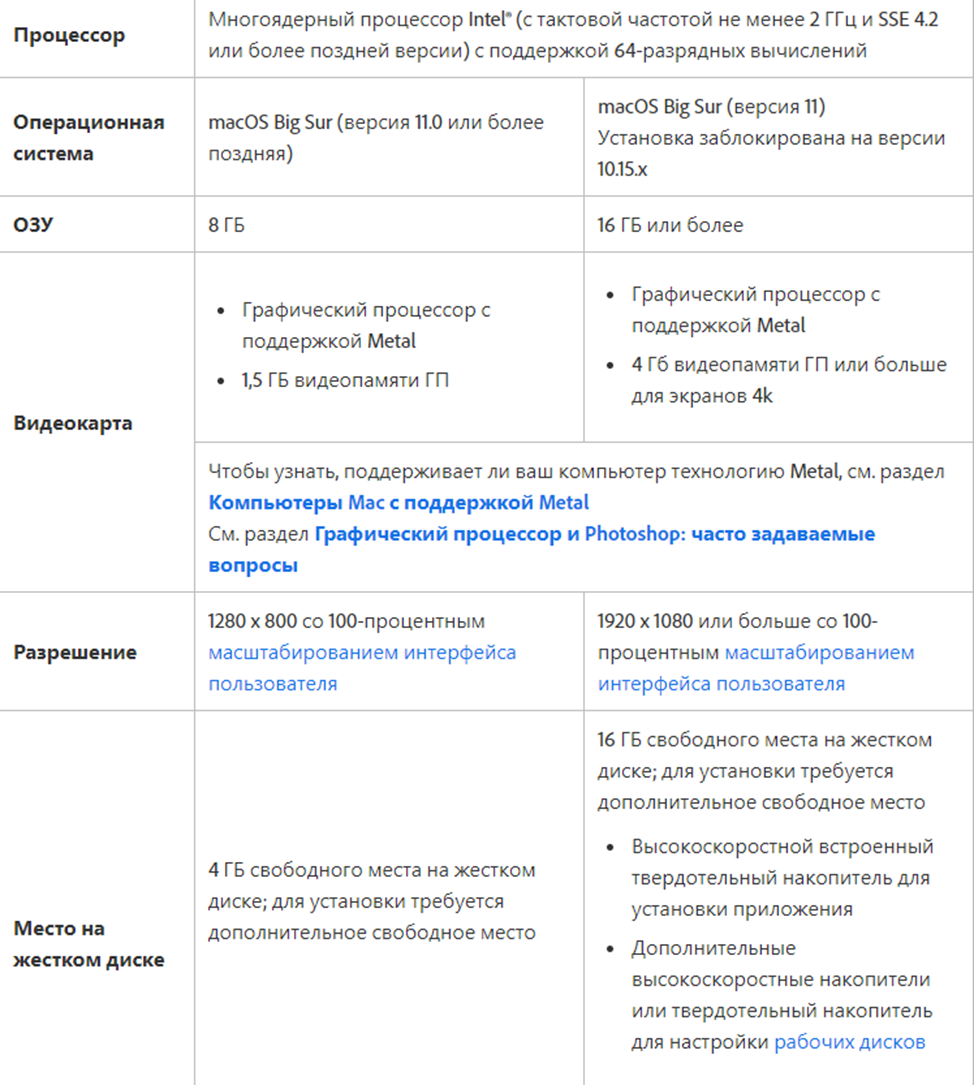 Процессор
Многоядерный процессор Intel® (с тактовой частотой не менее 2 ГГц и SSE 4.2
или более поздней версии) с поддержкой 64-разрядных вычислений
Операционная
система
macOS Big Sur (версия 11.0 или более
поздняя)
macOS Big Sur (версия 11)
Установка заблокирована на версии
10.15.x
ОЗУ
8 ГБ
16 ГБ или более
Видеокарта
• Графический процессор с
поддержкой Metal
• 1,5 ГБ видеопамяти ГП
• Графический процессор с
поддержкой Metal
• 4 Гб видеопамяти ГП или больше
для экранов 4k
Чтобы узнать, поддерживает ли ваш компьютер технологию Metal, см. раздел
Компьютеры Mac с поддержкой Metal
См. раздел Графический процессор и Photoshop: часто задаваемые
вопросы
Разрешение
1280 x 800 со 100-процентным
масштабированием интерфейса
пользователя
1920 x 1080 или больше со 100-
процентным масштабированием
интерфейса пользователя
Место на
жестком диске
4 ГБ свободного места на жестком
диске; для установки требуется
дополнительное свободное место
16 ГБ свободного места на жестком
диске; для установки требуется
дополнительное свободное место
• Высокоскоростной встроенный
твердотельный накопитель для
установки приложения
• Дополнительные
высокоскоростные накопители
или твердотельный накопитель
для настройки рабочих дисков